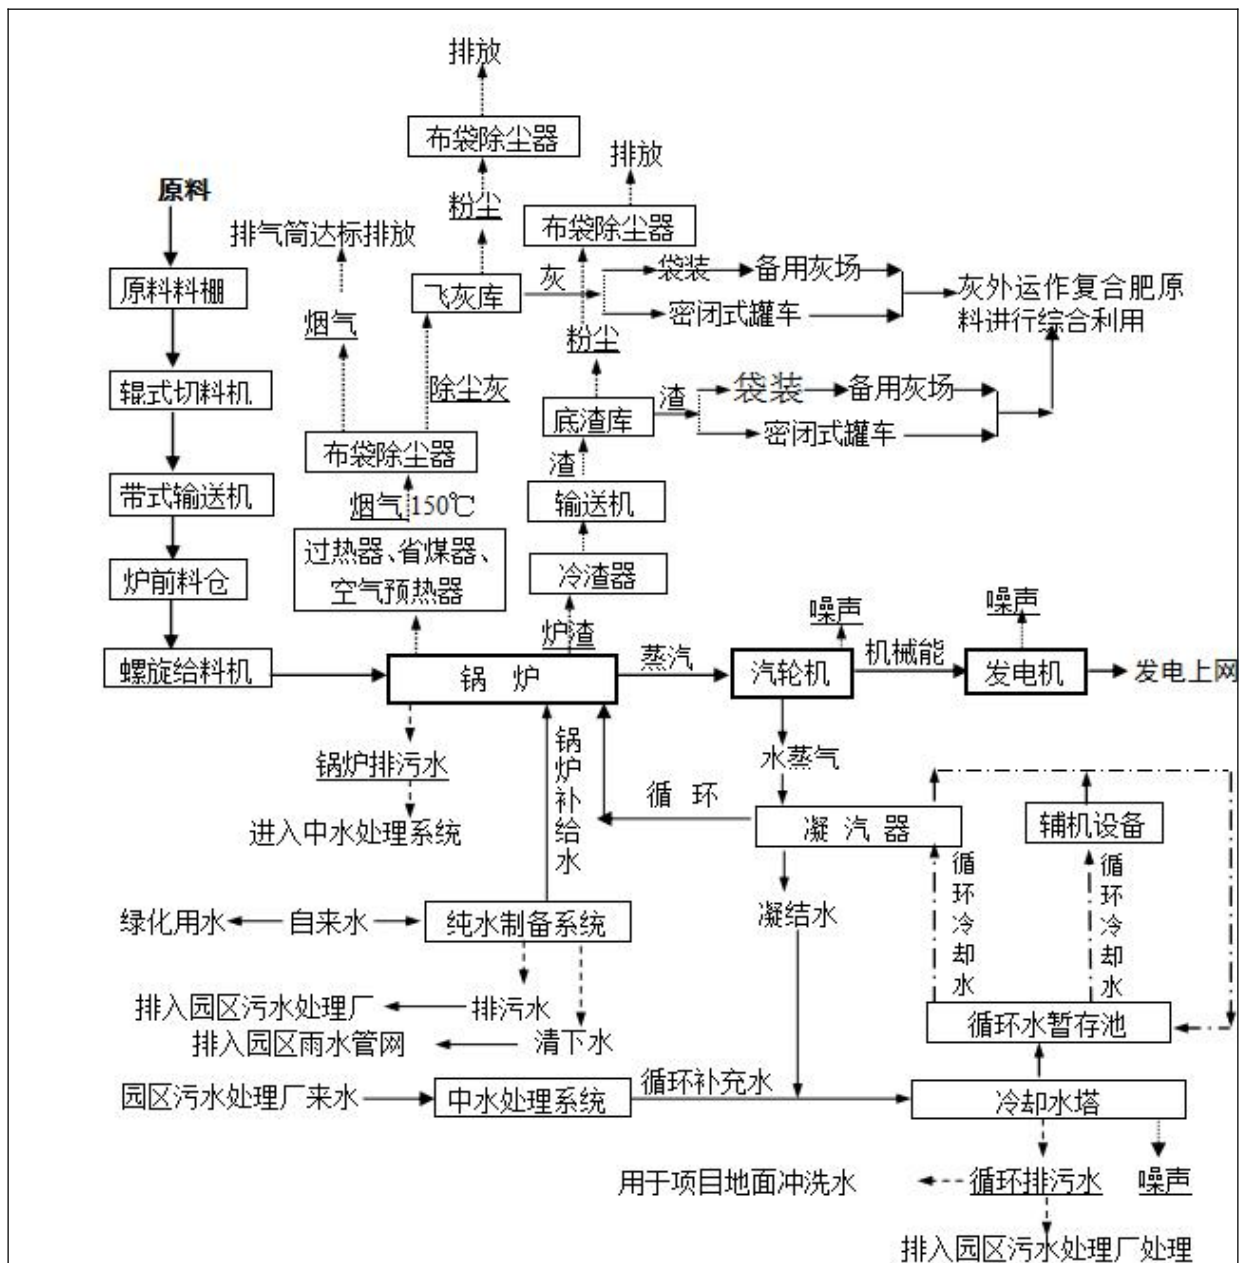 排放
布袋除尘器
排放
原料
粉尘
布袋除尘器
排气筒达标排放
原料料棚
飞灰库
灰
袋装
备用灰场
密闭式罐车
灰外运作复合肥原
料进行综合利用
烟气
粉尘
辊式切料机
除尘灰
底渣库
渣
袋装
备用灰场
密闭式罐车
布袋除尘器
渣
带式输送机
烟气 150℃
输送机
过热器、省煤器、
空气预热器
炉前料仓
冷渣器
炉渣
噪声
噪声
螺旋给料机
锅 炉
蒸汽
汽轮机
机械能
发电机
发电上网
锅炉排污水
锅炉补给水
水蒸气
循 环
进入中水处理系统
凝 汽 器
辅机设备
循环冷却水
循环冷却水
绿化用水
自来水
纯水制备系统
凝结水
排入园区污水处理厂
排污水
循环水暂存池
排入园区雨水管网
清下水
园区污水处理厂来水
中水处理系统
循环补充水
冷却水塔
用于项目地面冲洗水
循环排污水
噪声
排入园区污水处理厂处理